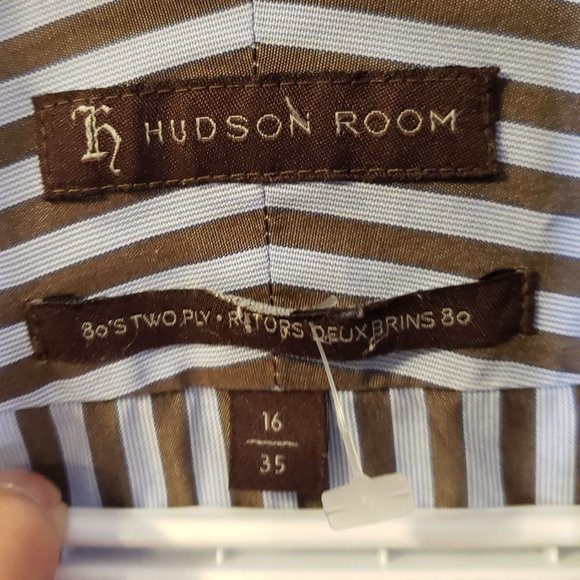 h HUDSON ROOM
80'S TWO PLY • RETORS DEUX BRINS 80
16
35